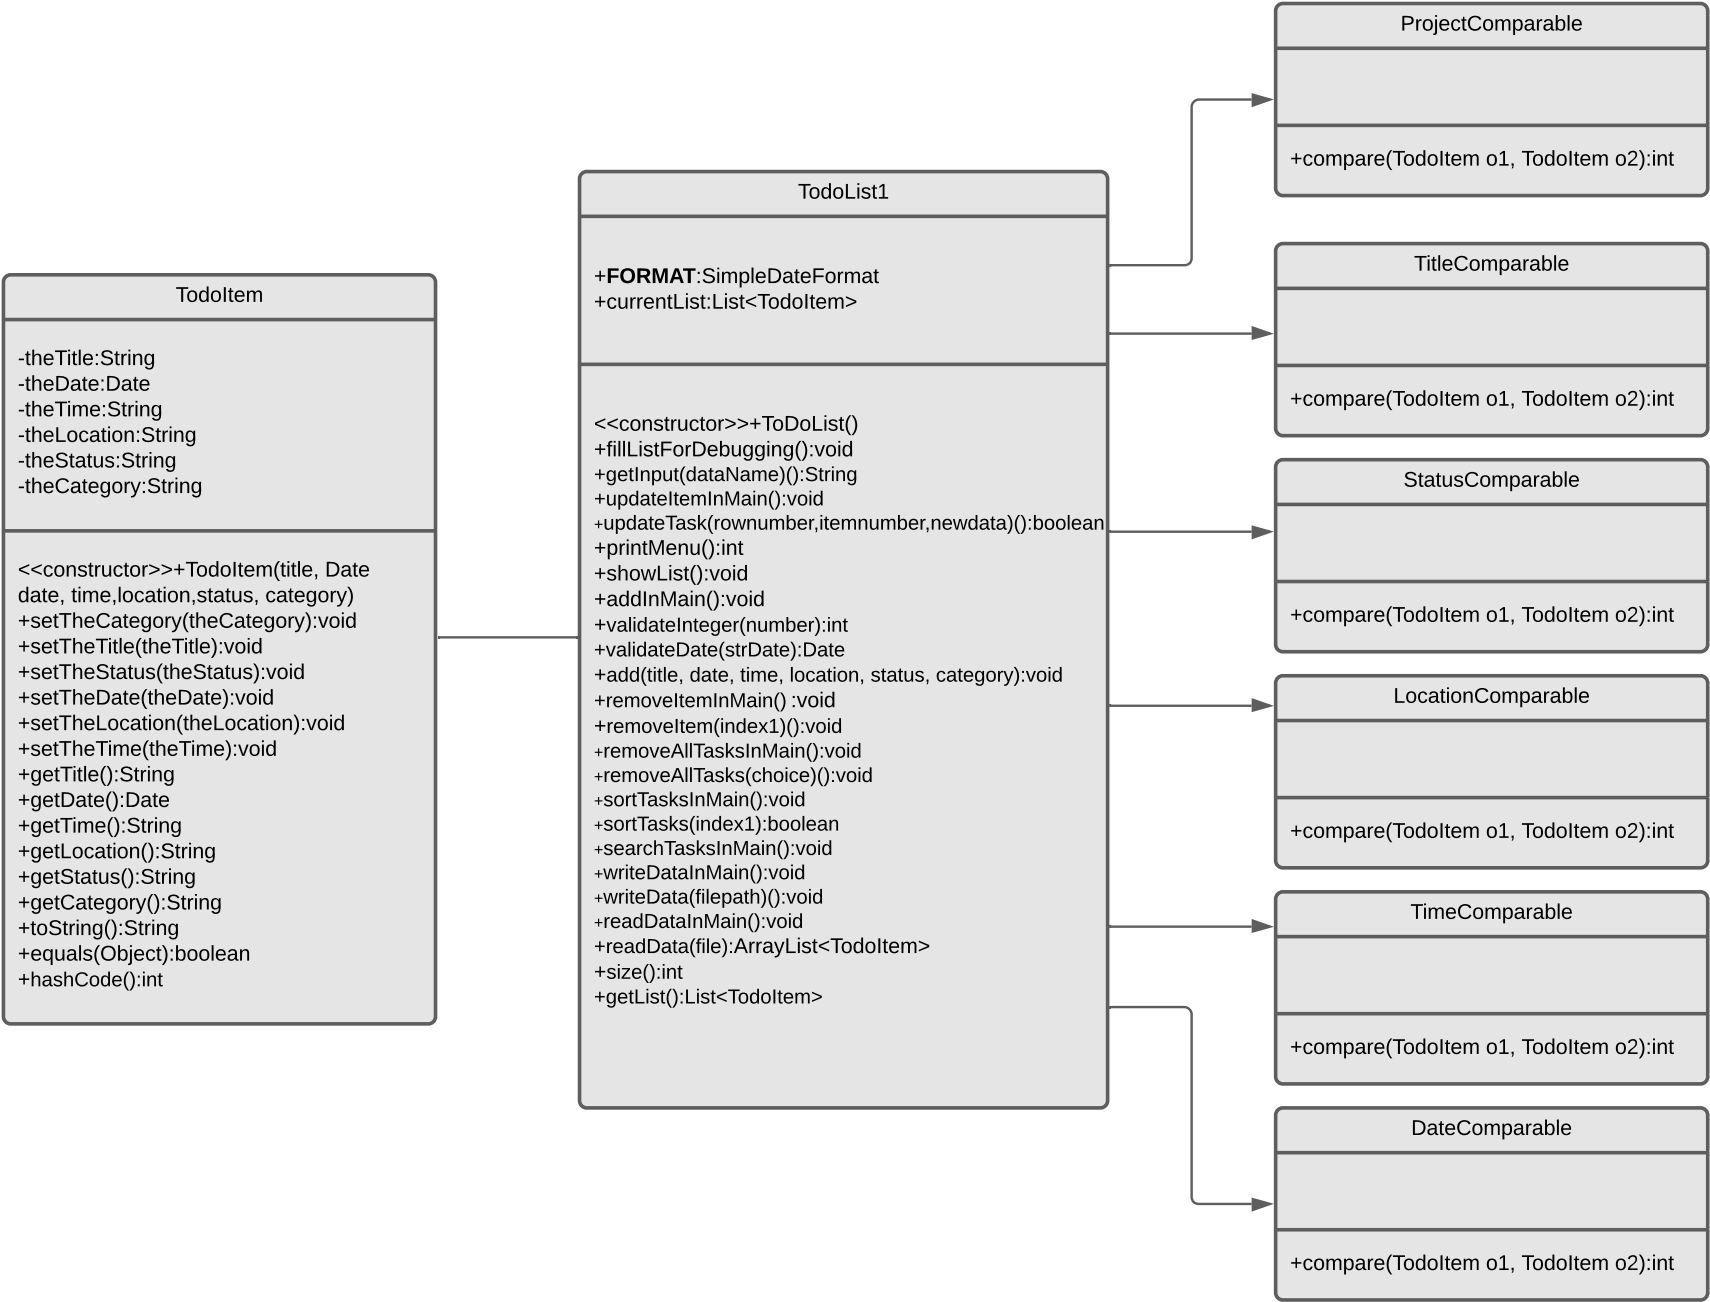 TodoItem
-theTitle:String
-theDate:Date
-theTime:String
-theLocation:String
-theStatus:String
-theCategory:String
<<constructor>>+TodoItem(title, Date
date, time,location,status, category)
+setTheCategory(theCategory):void
+setTheTitle(theTitle):void
+setTheStatus(theStatus):void
+setTheDate(theDate):void
+setTheLocation(theLocation):void
+setTheTime(theTime):void
+getTitle():String
+getDate():Date
+getTime():String
+getLocation():String
+getStatus():String
+getCategory():String
+toString():String
+equals(Object):boolean
+hashCode():int
TodoList1
+FORMAT:SimpleDateFormat
+currentList:List<TodoItem>
<<constructor>>+ToDoList()
+fillListForDebugging():void
+getInput(dataName)():String
+updateItemInMain():void
+updateTask(rownumber,itemnumber,newdata)():boolean
+printMenu():int
+showList():void
+addInMain():void
+validateInteger(number):int
+validateDate(strDate):Date
+add(title, date, time, location, status, category):void
+removeItemInMain() :void
+removeItem(index1)():void
+removeAllTasksInMain():void
+removeAllTasks(choice)():void
+sortTasksInMain():void
+sortTasks(index1):boolean
+searchTasksInMain():void
+writeDataInMain():void
+writeData(filepath)():void
+readDataInMain():void
+readData(file):ArrayList<TodoItem>
+size():int
+getList():List<TodoItem>
ProjectComparable
+compare(TodoItem o1, TodoItem o2):int
TitleComparable
+compare(TodoItem o1, TodoItem o2):int
StatusComparable
+compare(TodoItem o1, TodoItem o2):int
LocationComparable
+compare(TodoItem o1, TodoItem o2):int
TimeComparable
+compare(TodoItem o1, TodoItem o2):int
DateComparable
+compare(TodoItem o1, TodoItem o2):int